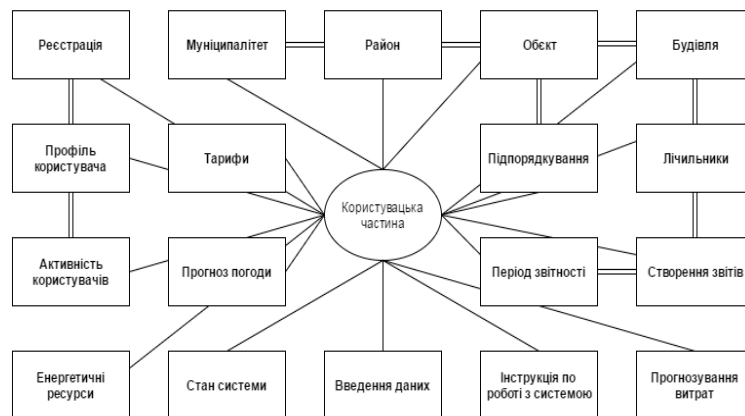 Реєстрація
Муніципалітет
Район
Обєкт
Будівля
Профіль
користувача
Тарифи
Підпорядкування
Лічильники
Користувацька
частина
Активність
користувачів
Прогноз погоди
Період звітності
Створення звітів
Енергетичні
ресурси
Стан системи
Введення даних
Інструкція по
роботі з системою
Прогнозування
витрат